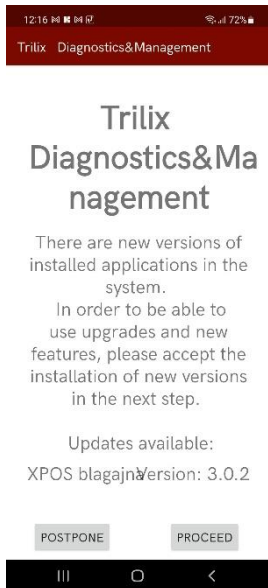 12:16
72%
Trilix Diagnostics&Management
Trilix
Diagnostics&Ma
nagement
There are new versions of
installed applications in the
system.
In order to be able to
use upgrades and new
features, please accept the
installation of new versions
in the next step.
Updates available:
XPOS blagajna Version: 3.0.2
POSTPONE PROCEED